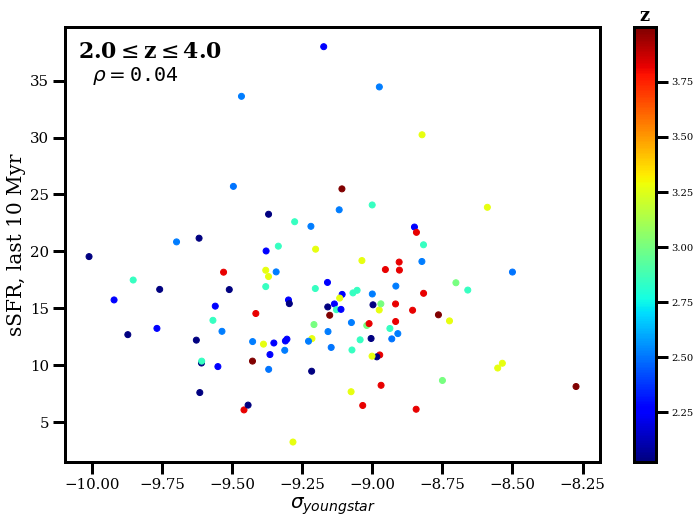 z
2.0 ≤ z ≤ 4.0
ρ = 0.04
sSFR, last 10 Myr
35
30
25
20
15
10
5
−10.00 −9.75 −9.50 −9.25 −9.00 −8.75 −8.50 −8.25
σyoungstar
3.75
3.50
3.25
3.00
2.75
2.50
2.25